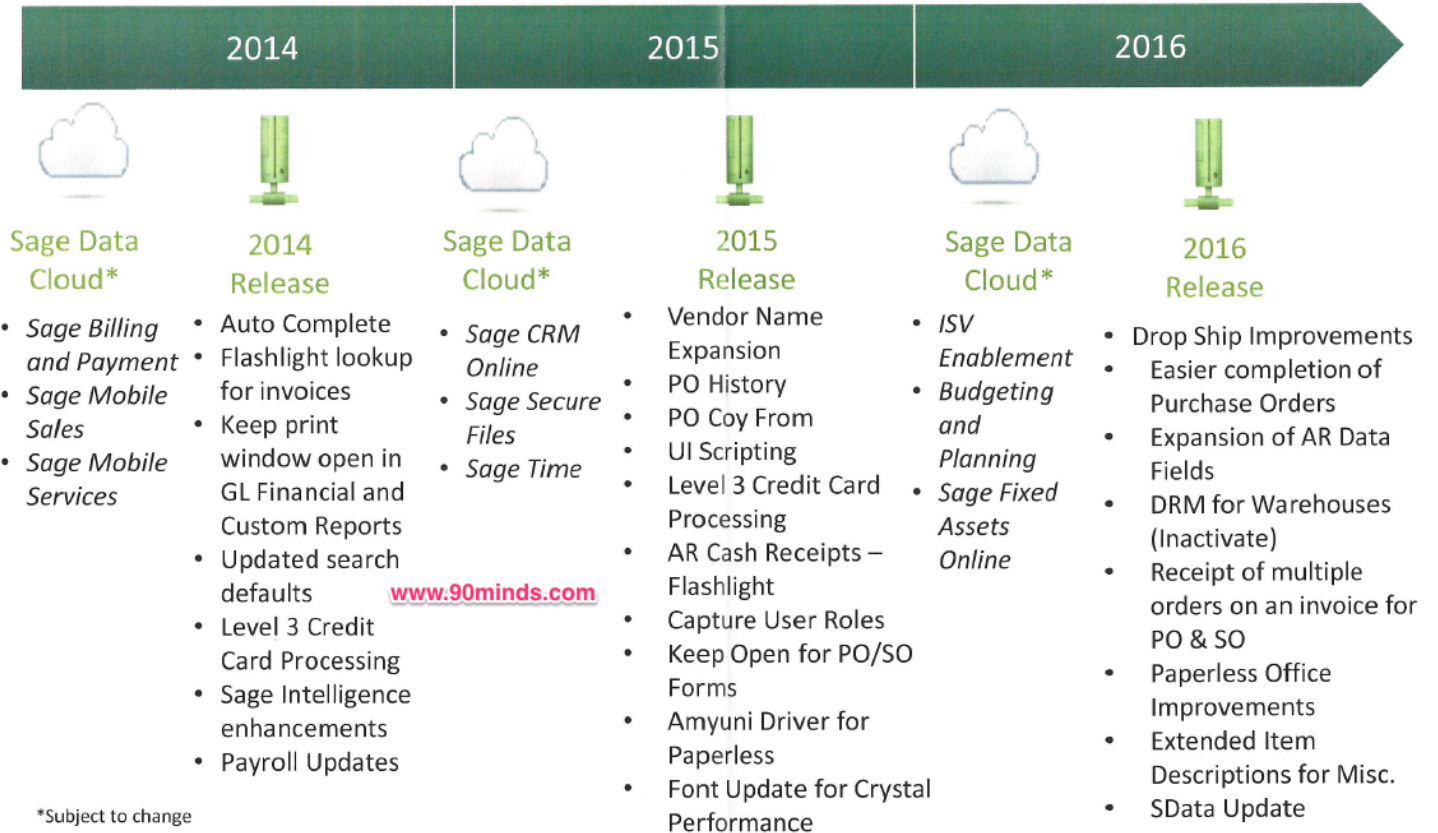 2014
2015
2016
Sage Data
Cloud*
• Sage Billing
and Payment
• Sage Mobile
Sales
• Sage Mobile
Services
2014
Release
• Auto Complete
• Flashlight lookup
for invoices
• Keep print
window open in
GL Financial and
Custom Reports
• Updated search
defaults
• Level 3 Credit
Card Processing
• Sage Intelligence
enhancements
• Payroll Updates
Sage Data
Cloud*
• Sage CRM
Online
• Sage Secure
Files
• Sage Time
2015
Release
• Vendor Name
Expansion
• PO History
• PO Coy From
• UI Scripting
• Level 3 Credit Card
Processing
• AR Cash Receipts –
Flashlight
• Capture User Roles
• Keep Open for PO/SO
Forms
• Amyuni Driver for
Paperless
• Font Update for Crystal
Performance
Sage Data
Cloud*
• ISV
Enablement
• Budgeting
and
Planning
• Sage Fixed
Assets
Online
2016
Release
• Drop Ship Improvements
• Easier completion of
Purchase Orders
• Expansion of AR Data
Fields
• DRM for Warehouses
(Inactivate)
• Receipt of multiple
orders on an invoice for
PO & SO
• Paperless Office
Improvements
• Extended Item
Descriptions for Misc.
• SData Update
www.90minds.com
*Subject to change